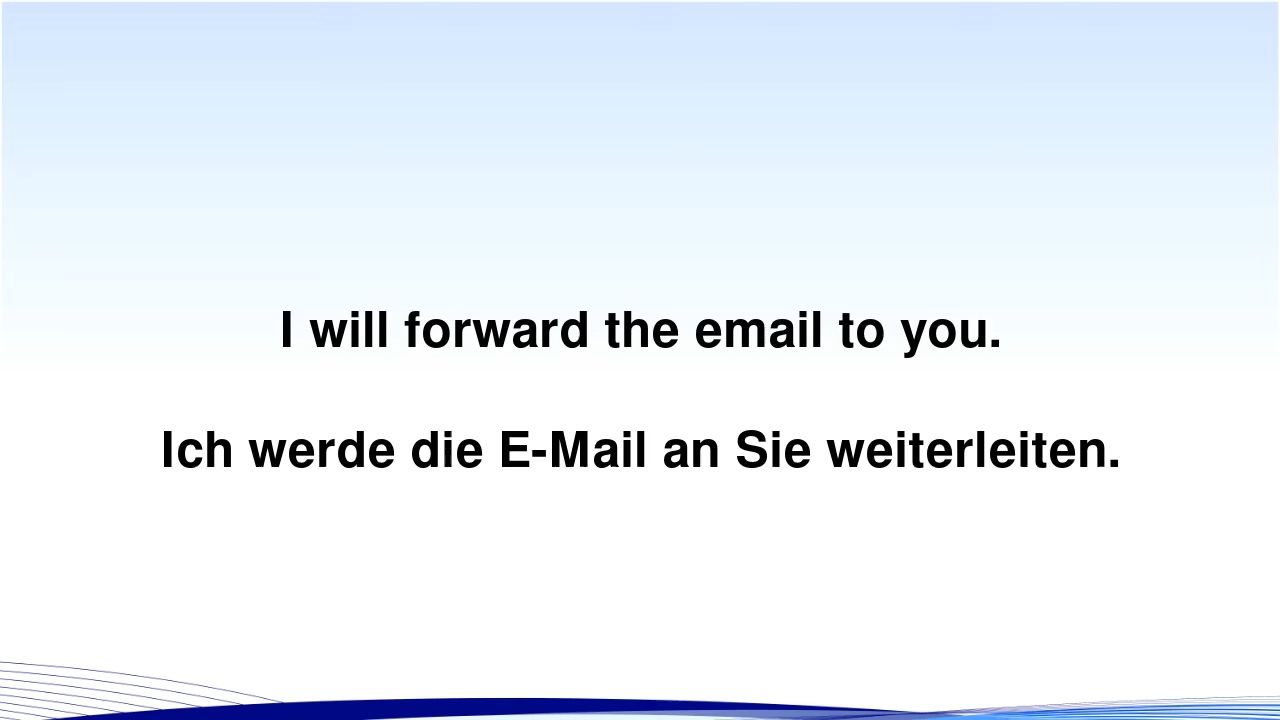 I will forward the email to you.
Ich werde die E-Mail an Sie weiterleiten.